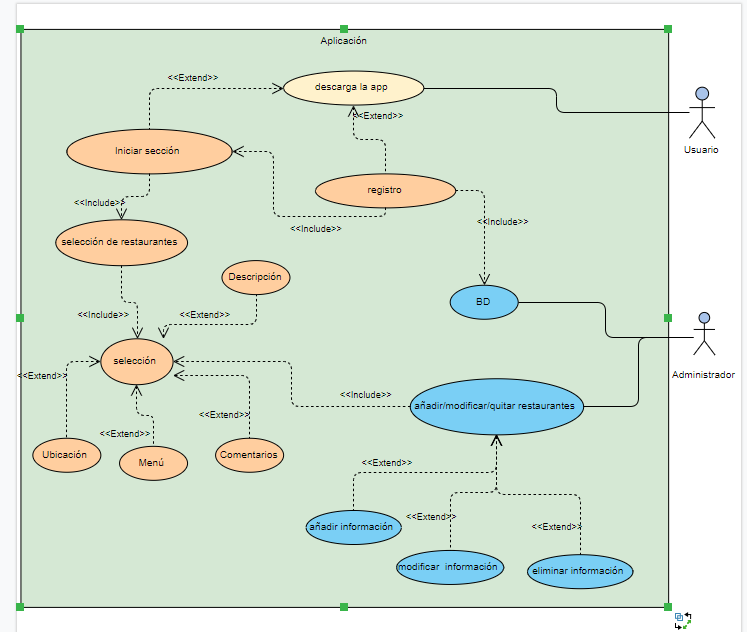 Aplicación
<<Extend>>
descarga la app
<<Extend>>
Usuario
Iniciar sección
registro
<<Include>>
<<Include>>
<<Include>>
selección de restaurantes
Descripción
BD
<<Include>>
<<Extend>>
selección
Administrador
<<Extend>>
<<Include>>
añadir/modificar/quitar restaurantes
<<Extend>>
<<Extend>>
Ubicación
Menú
Comentarios
<<Extend>>
<<Extend>>
<<Extend>>
añadir información
modificar información
eliminar información